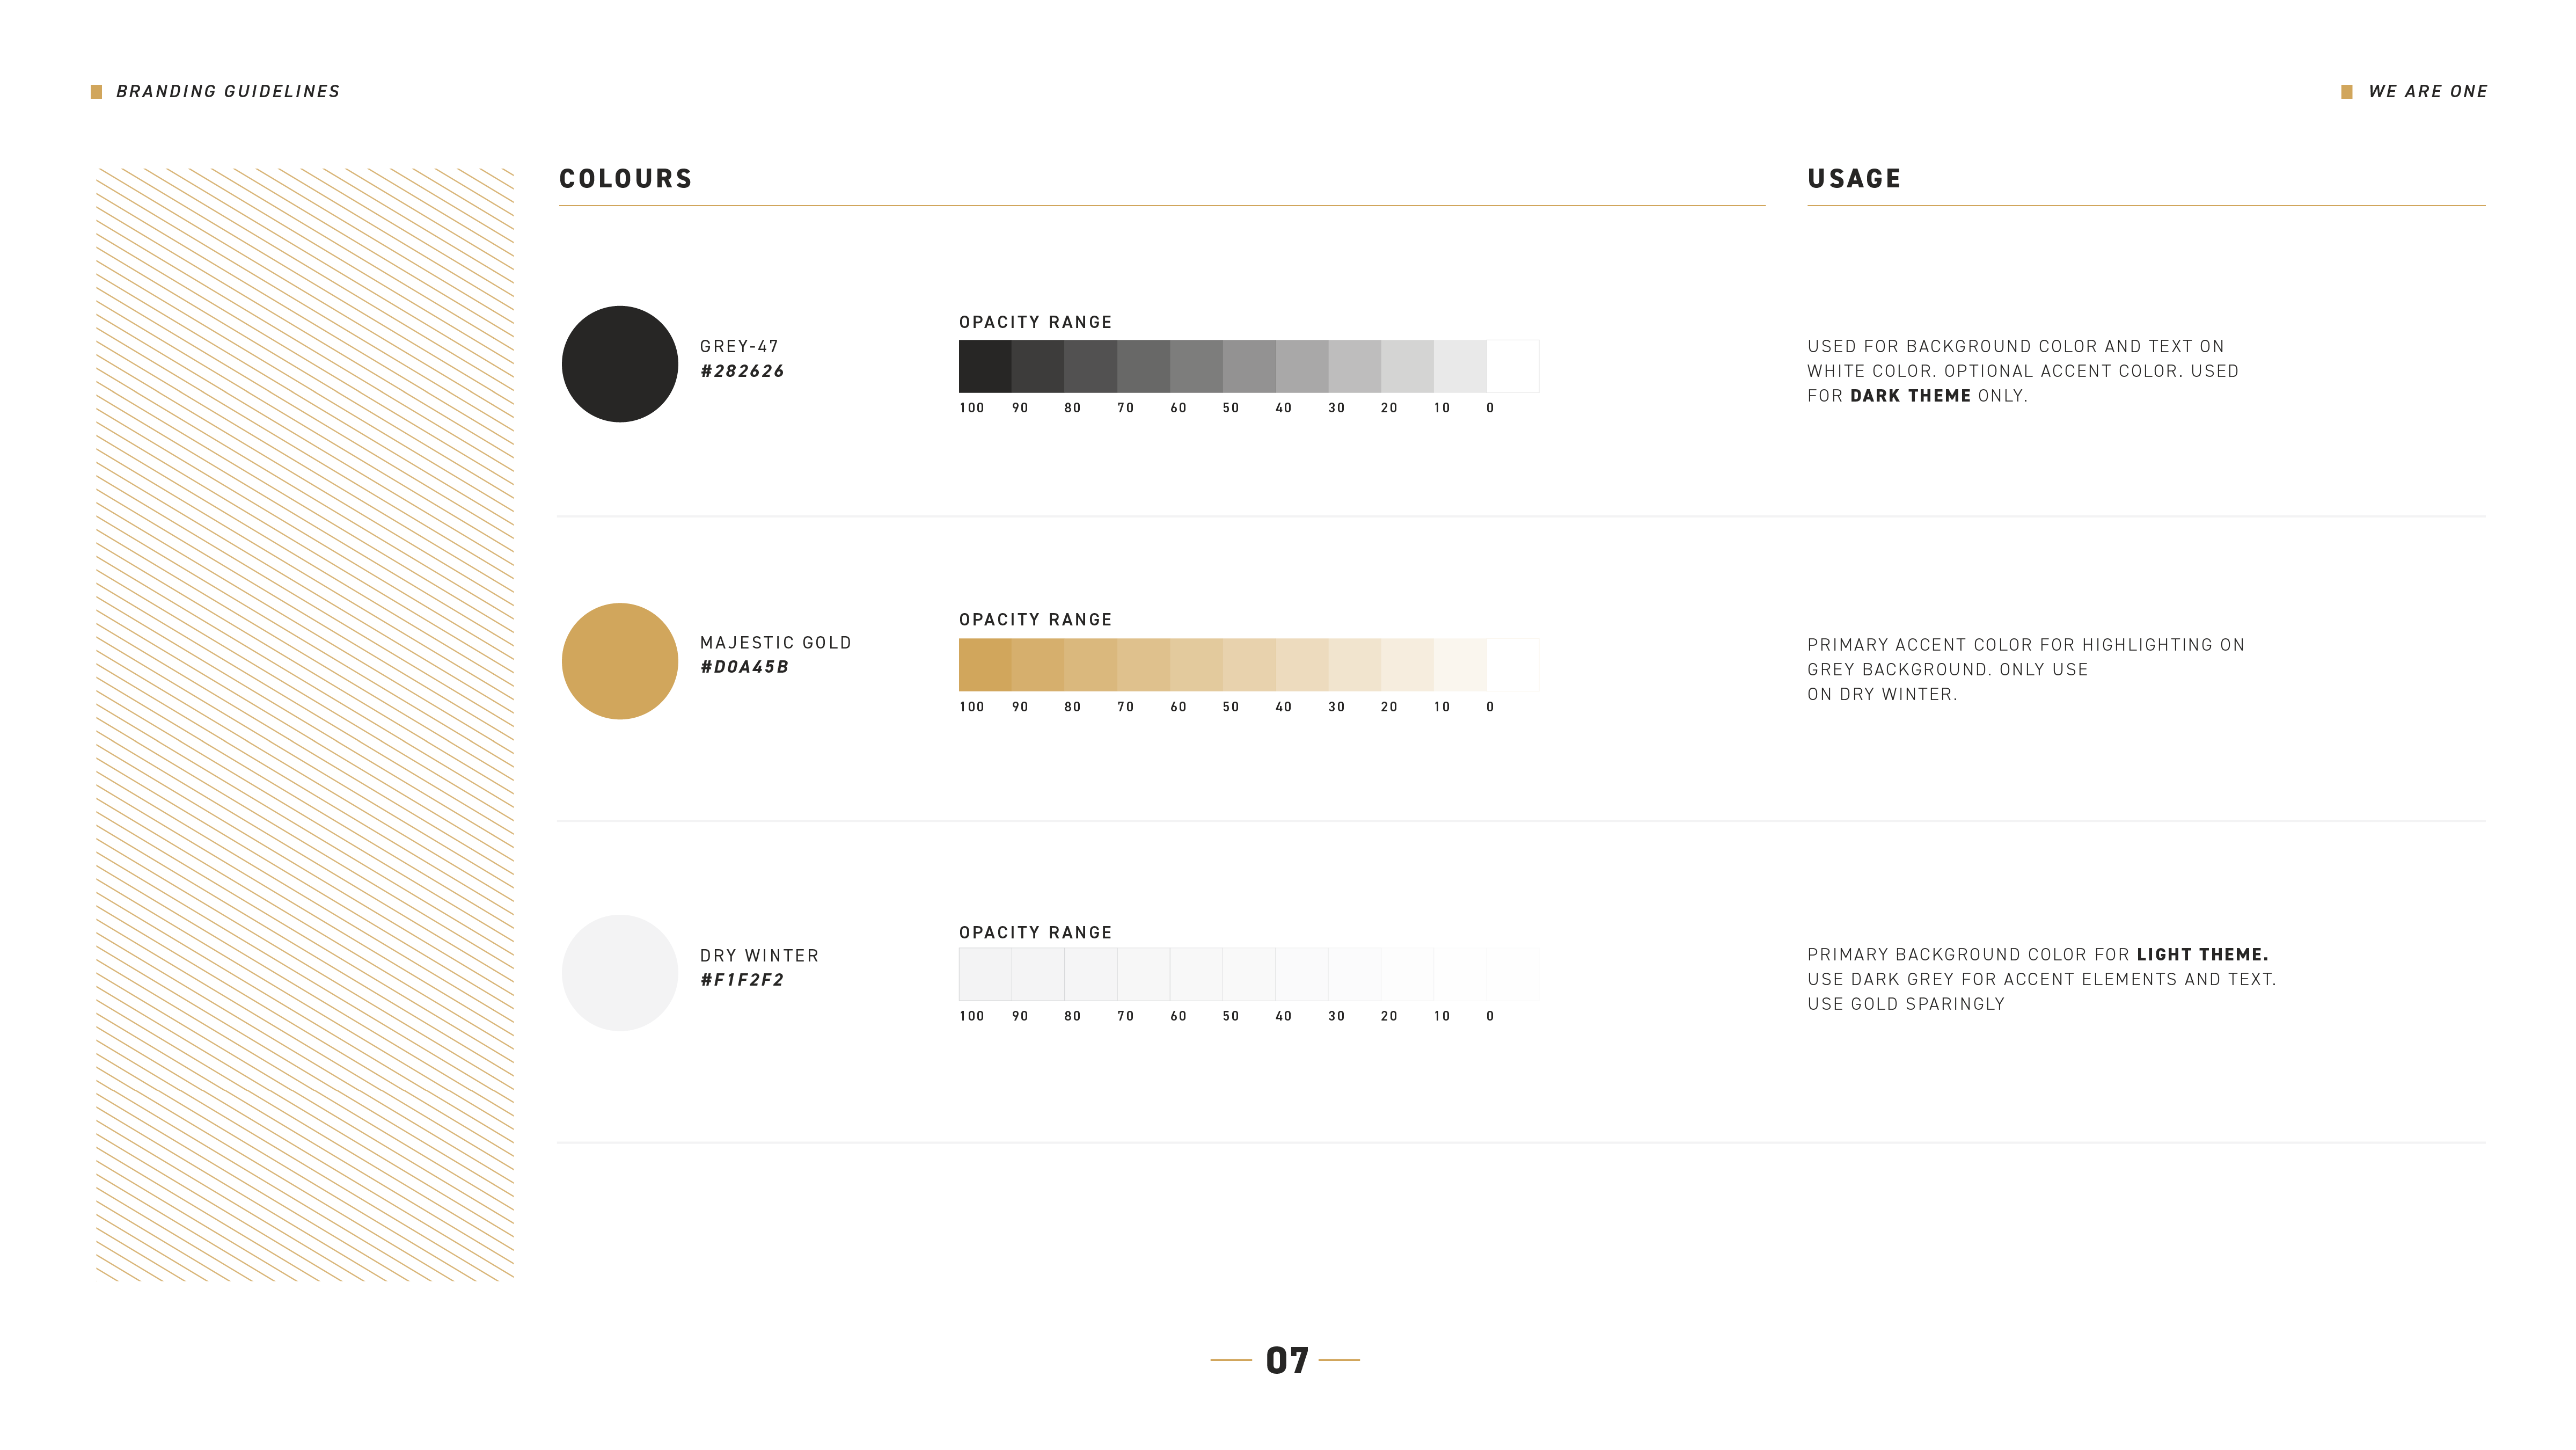 BRANDING GUIDELINES
WE ARE ONE
COLOURS
USAGE
GREY-47
#282626
OPACITY RANGE
100 90 80 70 60 50 40 30 20 10 0
USED FOR BACKGROUND COLOR AND TEXT ON
WHITE COLOR. OPTIONAL ACCENT COLOR. USED
FOR DARK THEME ONLY.
MAJESTIC GOLD
#D0A45B
OPACITY RANGE
100 90 80 70 60 50 40 30 20 10 0
PRIMARY ACCENT COLOR FOR HIGHLIGHTING ON
GREY BACKGROUND. ONLY USE
ON DRY WINTER.
DRY WINTER
#F1F2F2
OPACITY RANGE
100 90 80 70 60 50 40 30 20 10 0
PRIMARY BACKGROUND COLOR FOR LIGHT THEME.
USE DARK GREY FOR ACCENT ELEMENTS AND TEXT.
USE GOLD SPARINGLY
07